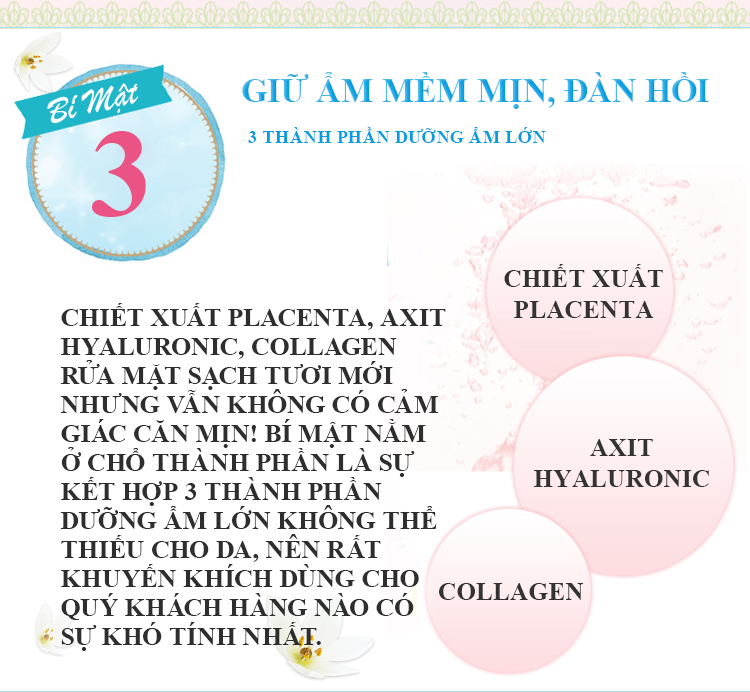 Bí Mật
3
GIỮ ẨM MỀM MỊN, ĐÀN HỒI
3 THÀNH PHẦN DƯỠNG ẨM LỚN
CHIẾT XUẤT
PLACENTA
CHIẾT XUẤT PLACENTA, AXIT
HYALURONIC, COLLAGEN
RỬA MẶT SẠCH TƯƠI MỚI
NHƯNG VẪN KHÔNG CÓ CẢM
GIÁC CĂN MỊN! BÍ MẬT NẰM
Ở CHỔ THÀNH PHẦN LÀ SỰ
KẾT HỢP 3 THÀNH PHẦN
DƯỠNG ẨM LỚN KHÔNG THỂ
THIẾU CHO DA, NÊN RẤT
KHUYẾN KHÍCH DÙNG CHO
QUÝ KHÁCH HÀNG NÀO CÓ
SỰ KHÓ TÍNH NHẤT.
AXIT
HYALURONIC
COLLAGEN